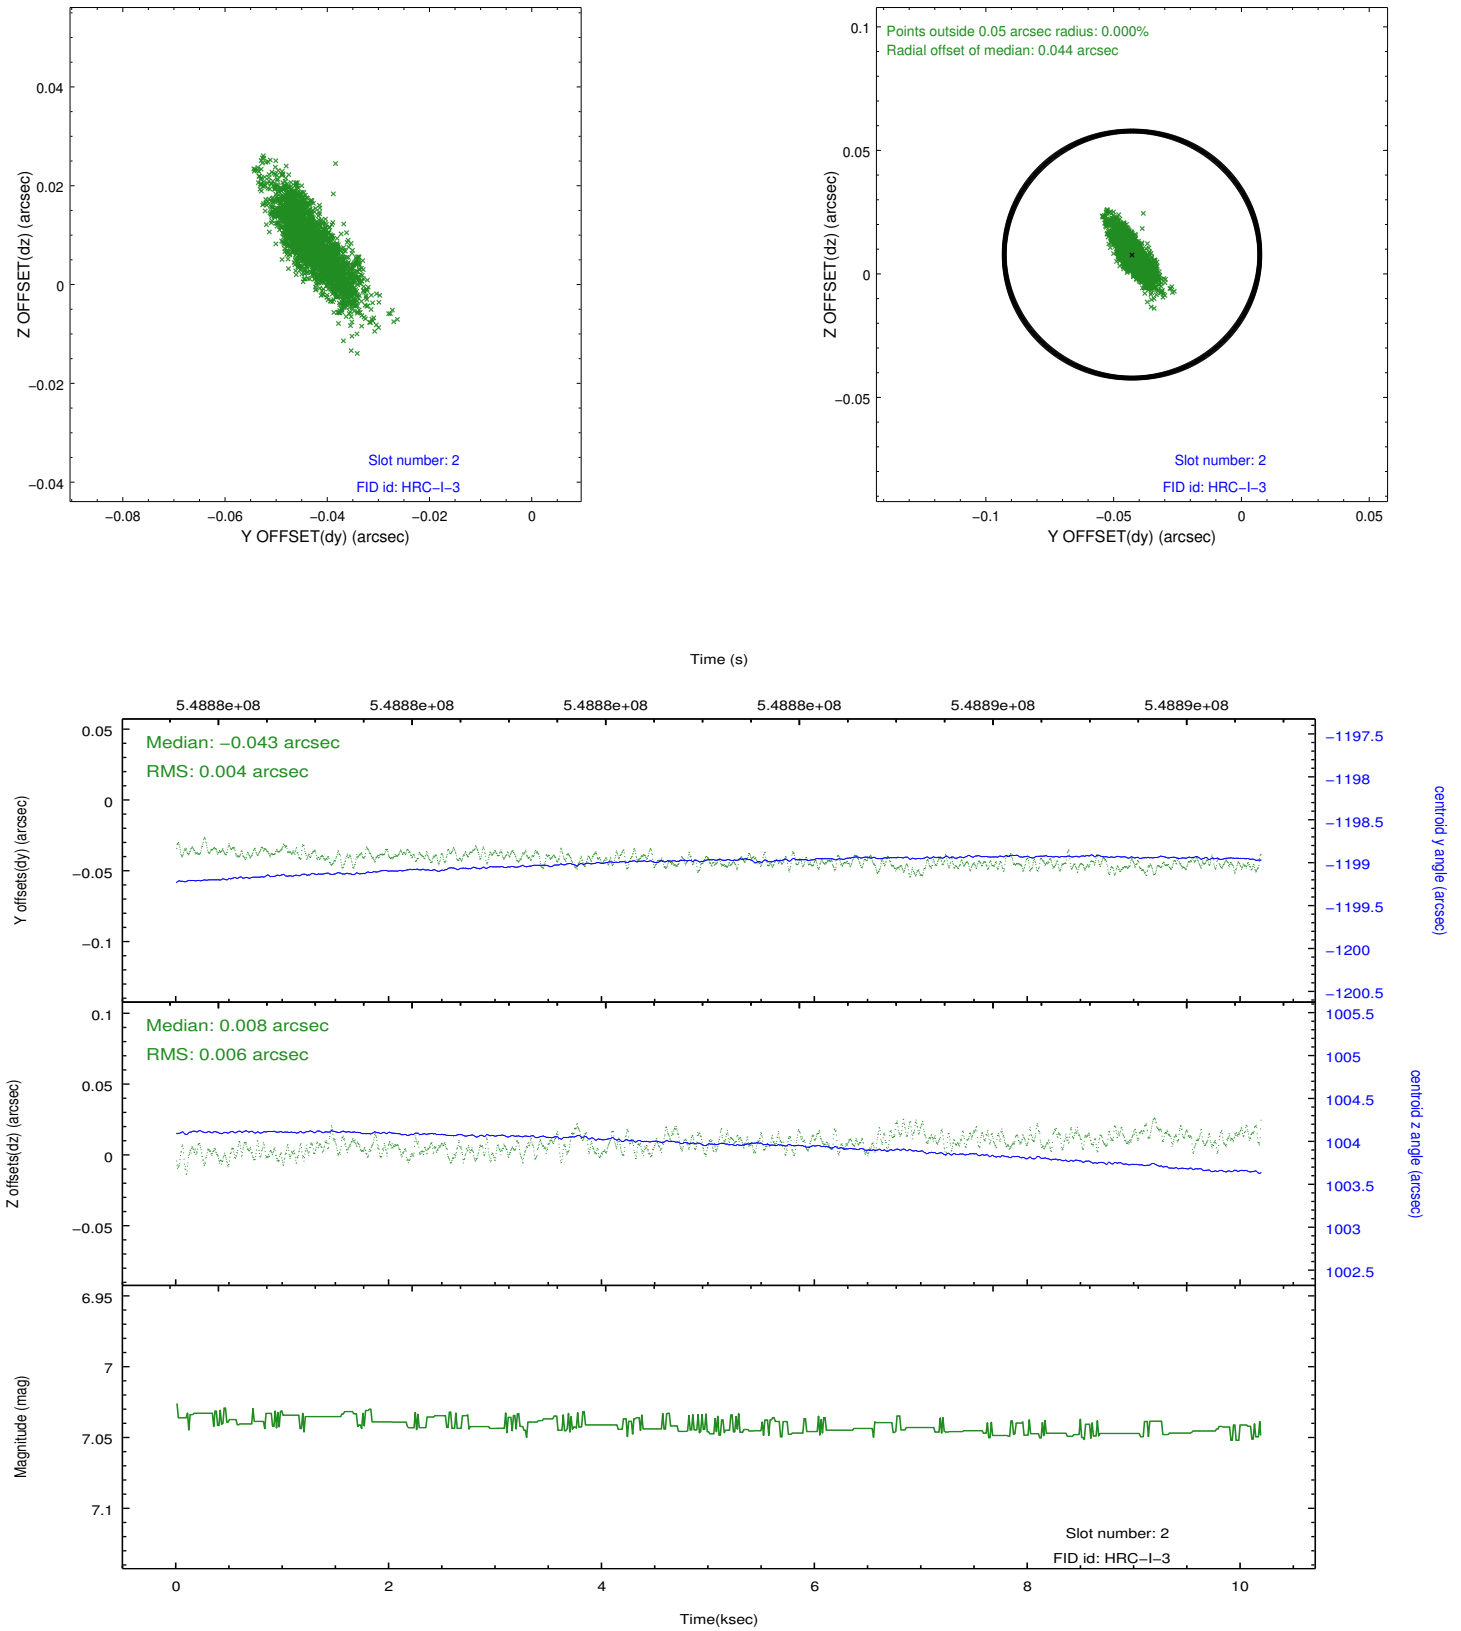 0.04
0.02
0
−0.02
−0.04
Z OFFSET(dz) (arcsec)
Slot number: 2
FID id: HRC−I−3
−0.08
−0.06
−0.04
−0.02
0
Y OFFSET(dy) (arcsec)
Points outside 0.05 arcsec radius: 0.000%
Radial offset of median: 0.044 arcsec
0.1
0.05
0
−0.05
Z OFFSET(dz) (arcsec)
Slot number: 2
FID id: HRC−I−3
−0.1
−0.05
0
0.05
Y OFFSET(dy) (arcsec)
Time (s)
5.4888e+08
5.4888e+08
5.4888e+08
5.4888e+08
5.4889e+08
5.4889e+08
Median: −0.043 arcsec
RMS: 0.004 arcsec
0.05
0
−0.05
−0.1
Y offsets(dy) (arcsec)
−1197.5
−1198
−1198.5
−1199
−1199.5
−1200
−1200.5
centroid y angle (arcsec)
Median: 0.008 arcsec
RMS: 0.006 arcsec
0.1
0.05
0
−0.05
Z offsets(dz) (arcsec)
1005.5
1005
1004.5
1004
1003.5
1003
1002.5
centroid z angle (arcsec)
6.95
7
7.05
7.1
Magnitude (mag)
Slot number: 2
FID id: HRC−I−3
0
2
4
6
8
10
Time(ksec)